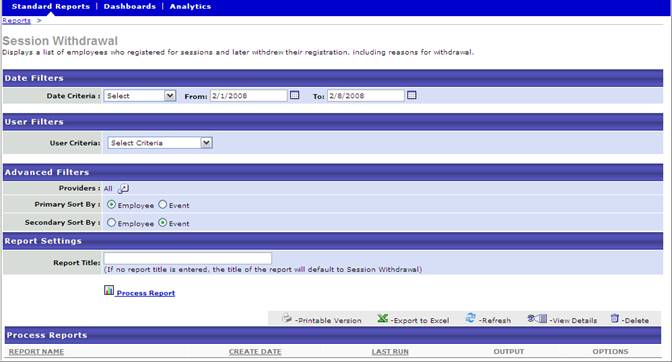 Standard Reports | Dashboards | Analytics
Reports >
Session Withdrawal
Displays a list of employees who registered for sessions and later withdrew their registration, including reasons for withdrawal.
Date Filters
Date Criteria : Select From: 2/1/2008 To: 2/8/2008
User Filters
User Criteria: Select Criteria
Advanced Filters
Providers : All
Primary Sort By : Employee Event
Secondary Sort By : Employee Event
Report Settings
Report Title:
(If no report title is entered, the title of the report will default to Session Withdrawal)
Process Report
-Printable Version -Export to Excel -Refresh -View Details -Delete
Process Reports
REPORT NAME CREATE DATE LAST RUN OUTPUT OPTIONS